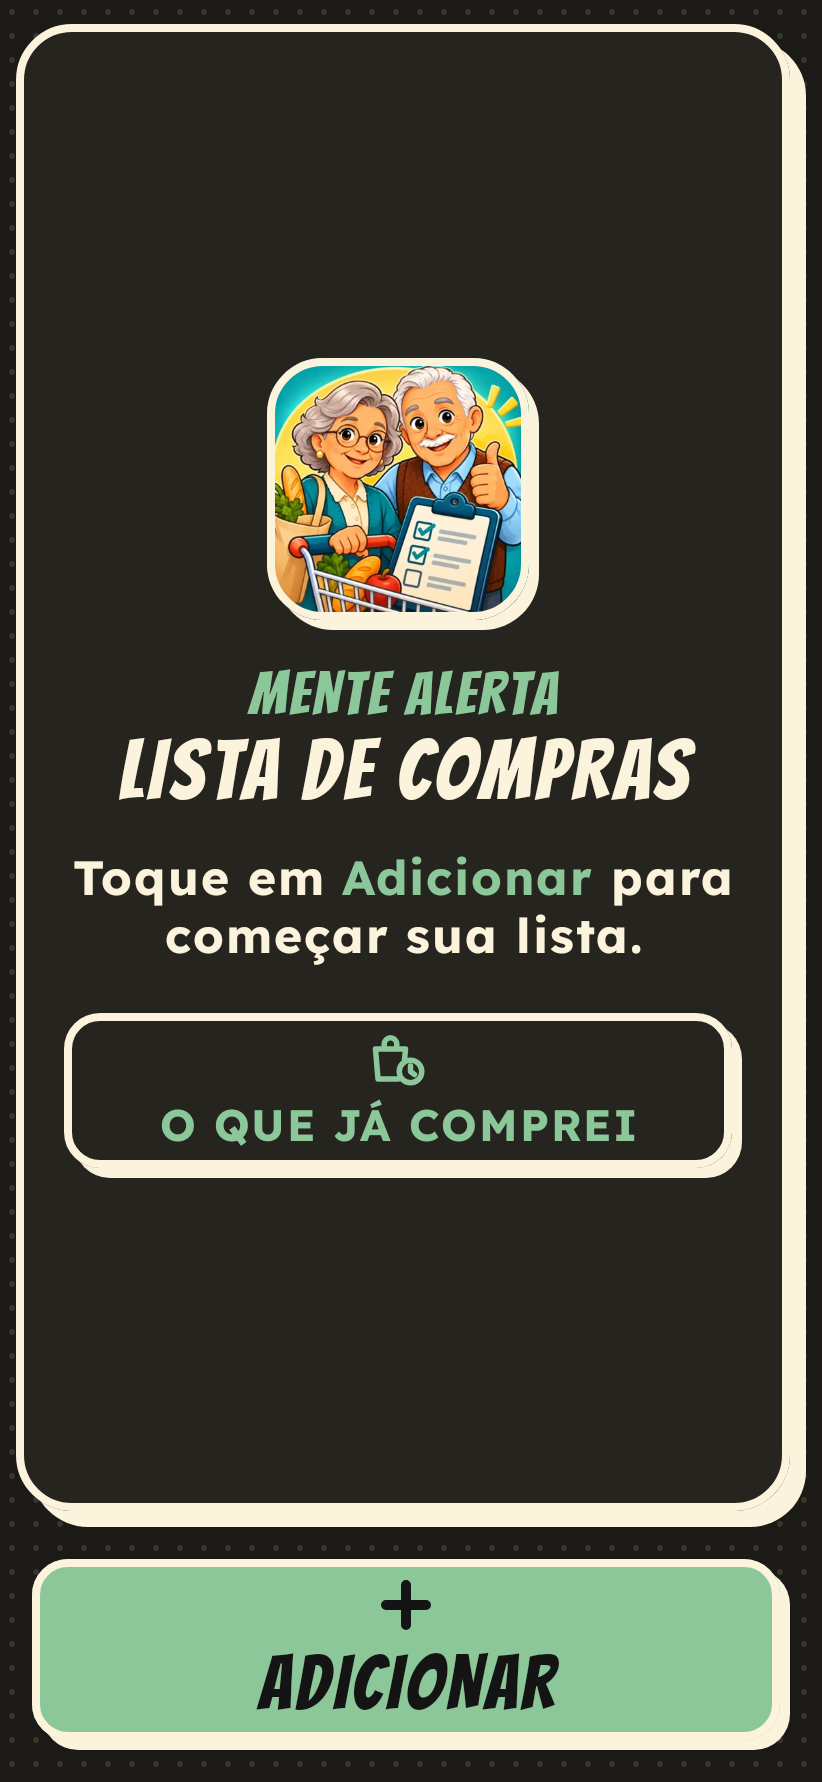 MENTE ALERTA
LISTA DE COMPRAS
Toque em Adicionar para
começar sua lista.
O QUE JÁ COMPREI
ADICIONAR